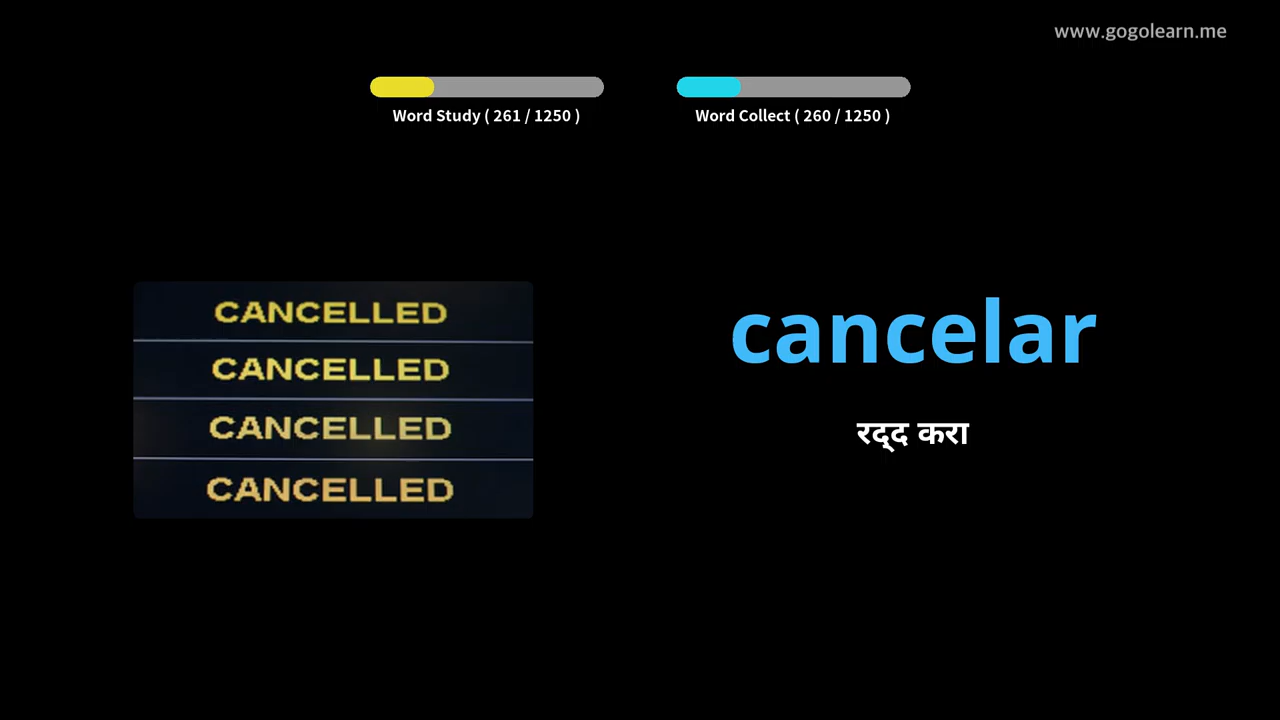 www.gogolearn.me
Word Study ( 261 / 1250 )
Word Collect ( 260 / 1250 )
CANCELLED
CANCELLED
CANCELLED
CANCELLED
cancelar
रद्द करा